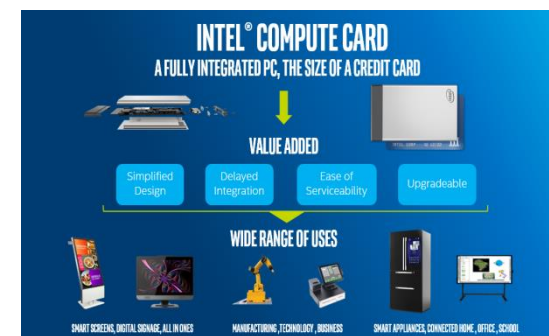 INTEL® COMPUTE CARD
A FULLY INTEGRATED PC, THE SIZE OF A CREDIT CARD
VALUE ADDED
Simplified
Design
Delayed
Integration
Ease of
Serviceability
Upgradeable
WIDE RANGE OF USES
SMART SCREENS, DIGITAL SIGNAGE, ALL IN ONES
MANUFACTURING ,TECHNOLOGY , BUSINESS
SMART APPLIANCES, CONNECTED HOME , OFFICE , SCHOOL